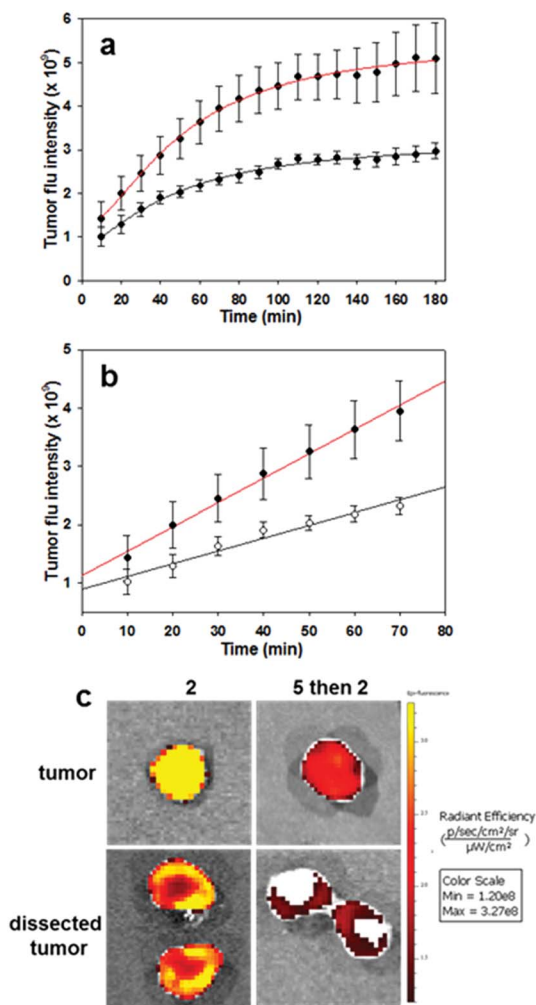 a
Tumor flu intensity (x 10⁹)
6
5
4
3
2
1
0
0 20 40 60 80 100 120 140 160 180
Time (min)
b
Tumor flu intensity (x 10⁹)
5
4
3
2
1
0 10 20 30 40 50 60 70 80
Time (min)
c
2
5 then 2
tumor
dissected
tumor
Radiant Efficiency
(p/sec/cm²/sr
µW/cm²)
Color Scale
Min = 1.20e8
Max = 3.27e8